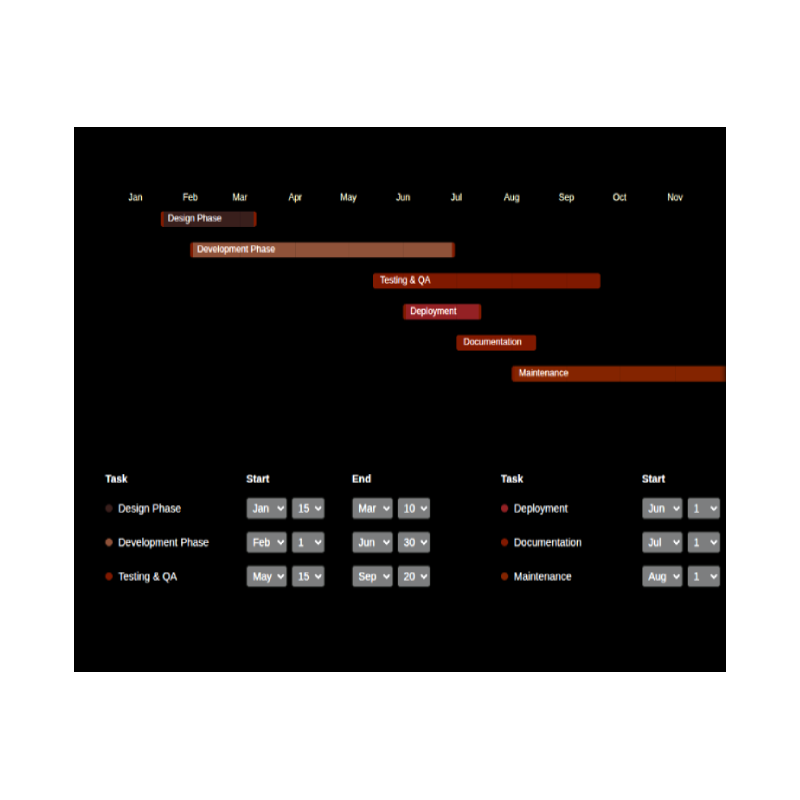 Jan Feb Mar Apr May Jun Jul Aug Sep Oct Nov
Design Phase
Development Phase
Testing & QA
Deployment
Documentation
Maintenance
Task Start End Task Start
Design Phase Jan 15 Mar 10 Deployment Jun 1
Development Phase Feb 1 Jun 30 Documentation Jul 1
Testing & QA May 15 Sep 20 Maintenance Aug 1